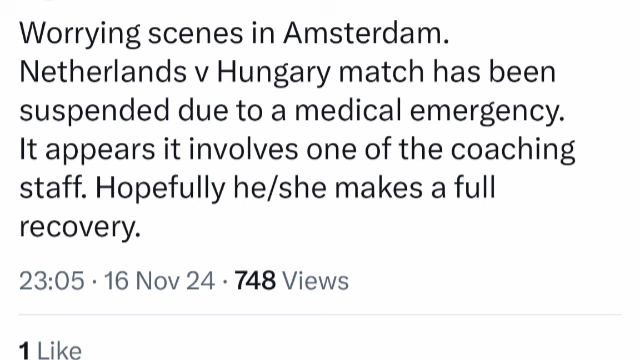 Worrying scenes in Amsterdam.
Netherlands v Hungary match has been
suspended due to a medical emergency.
It appears it involves one of the coaching
staff. Hopefully he/she makes a full
recovery.
23:05 · 16 Nov 24 · 748 Views
1 Like